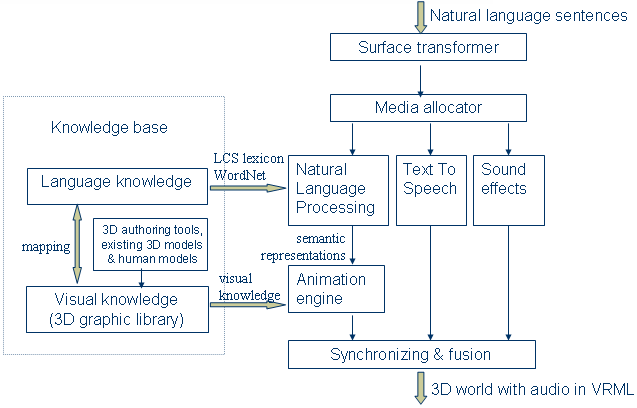 Natural language sentences
Surface transformer
Media allocator
Knowledge base
LCS lexicon
WordNet
Language knowledge
Natural
Language
Processing
Text To
Speech
Sound
effects
mapping
3D authoring tools,
existing 3D models
& human models
semantic
representations
visual
knowledge
Visual knowledge
(3D graphic library)
Animation
engine
Synchronizing & fusion
3D world with audio in VRML